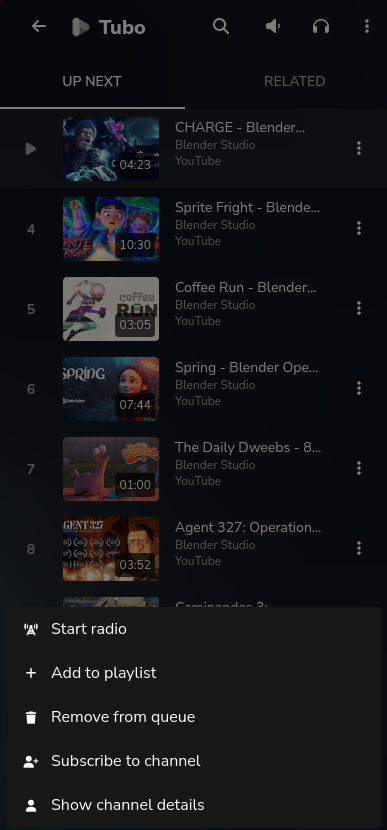 Tubo
UP NEXT
RELATED
CHARGE - Blender...
Blender Studio
YouTube
04:23
4
Sprite Fright - Blende...
Blender Studio
YouTube
SPRITE
FRIGHT
10:30
5
Coffee Run - Blender...
Blender Studio
YouTube
coffee
RUN
03:05
6
Spring - Blender Ope...
Blender Studio
YouTube
SPRING
blender
07:44
7
The Daily Dweebs - 8...
Blender Studio
YouTube
01:00
8
Agent 327: Operation...
Blender Studio
YouTube
GENT 327
03:52
Caminandes 3:
Start radio
Add to playlist
Remove from queue
Subscribe to channel
Show channel details